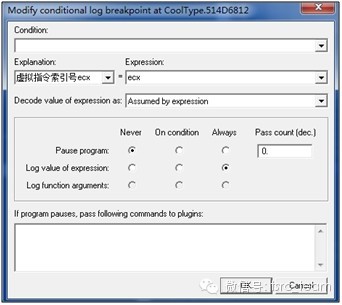 Modify conditional log breakpoint at CoolType.514D6812
Condition:
Explanation: Expression:
虚拟指令索引号ecx = ecx
Decode value of expression as: Assumed by expression
Never On condition Always Pass count (dec.)
Pause program: 0.
Log value of expression:
Log function arguments:
If program pauses, pass following commands to plugins:
OK Cancel